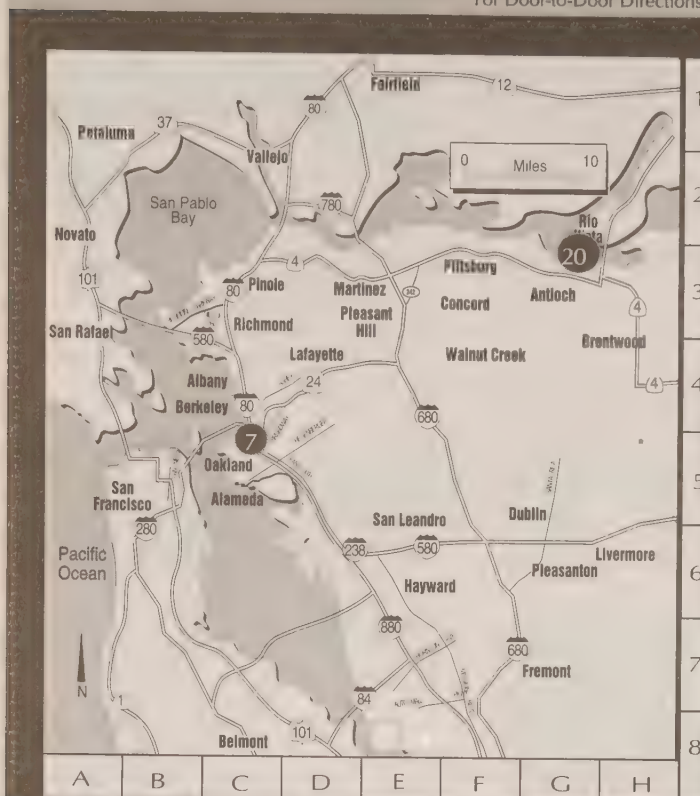 For Door-to-Door Directions
Fairfield
12
80
Petaluma
37
Vallejo
0 Miles 10
San Pablo
Bay
780
Rio
Novato
20
4
Pittsburg
101
Pinole
80
Martinez
Antioch
242
Pleasant
Hill
Concord
4
Richmond
San Rafael
580
Brentwood
Lafayette
Walnut Creek
Albany
24
4
80
Berkeley
680
7
Oakland
San
Francisco
Alameda
Dublin
San Leandro
280
238
580
Livermore
Pacific
Ocean
Pleasanton
Hayward
880
680
N
Fremont
84
1
101
Belmont
A B C D E F G H
1
2
3
4
5
6
7
8